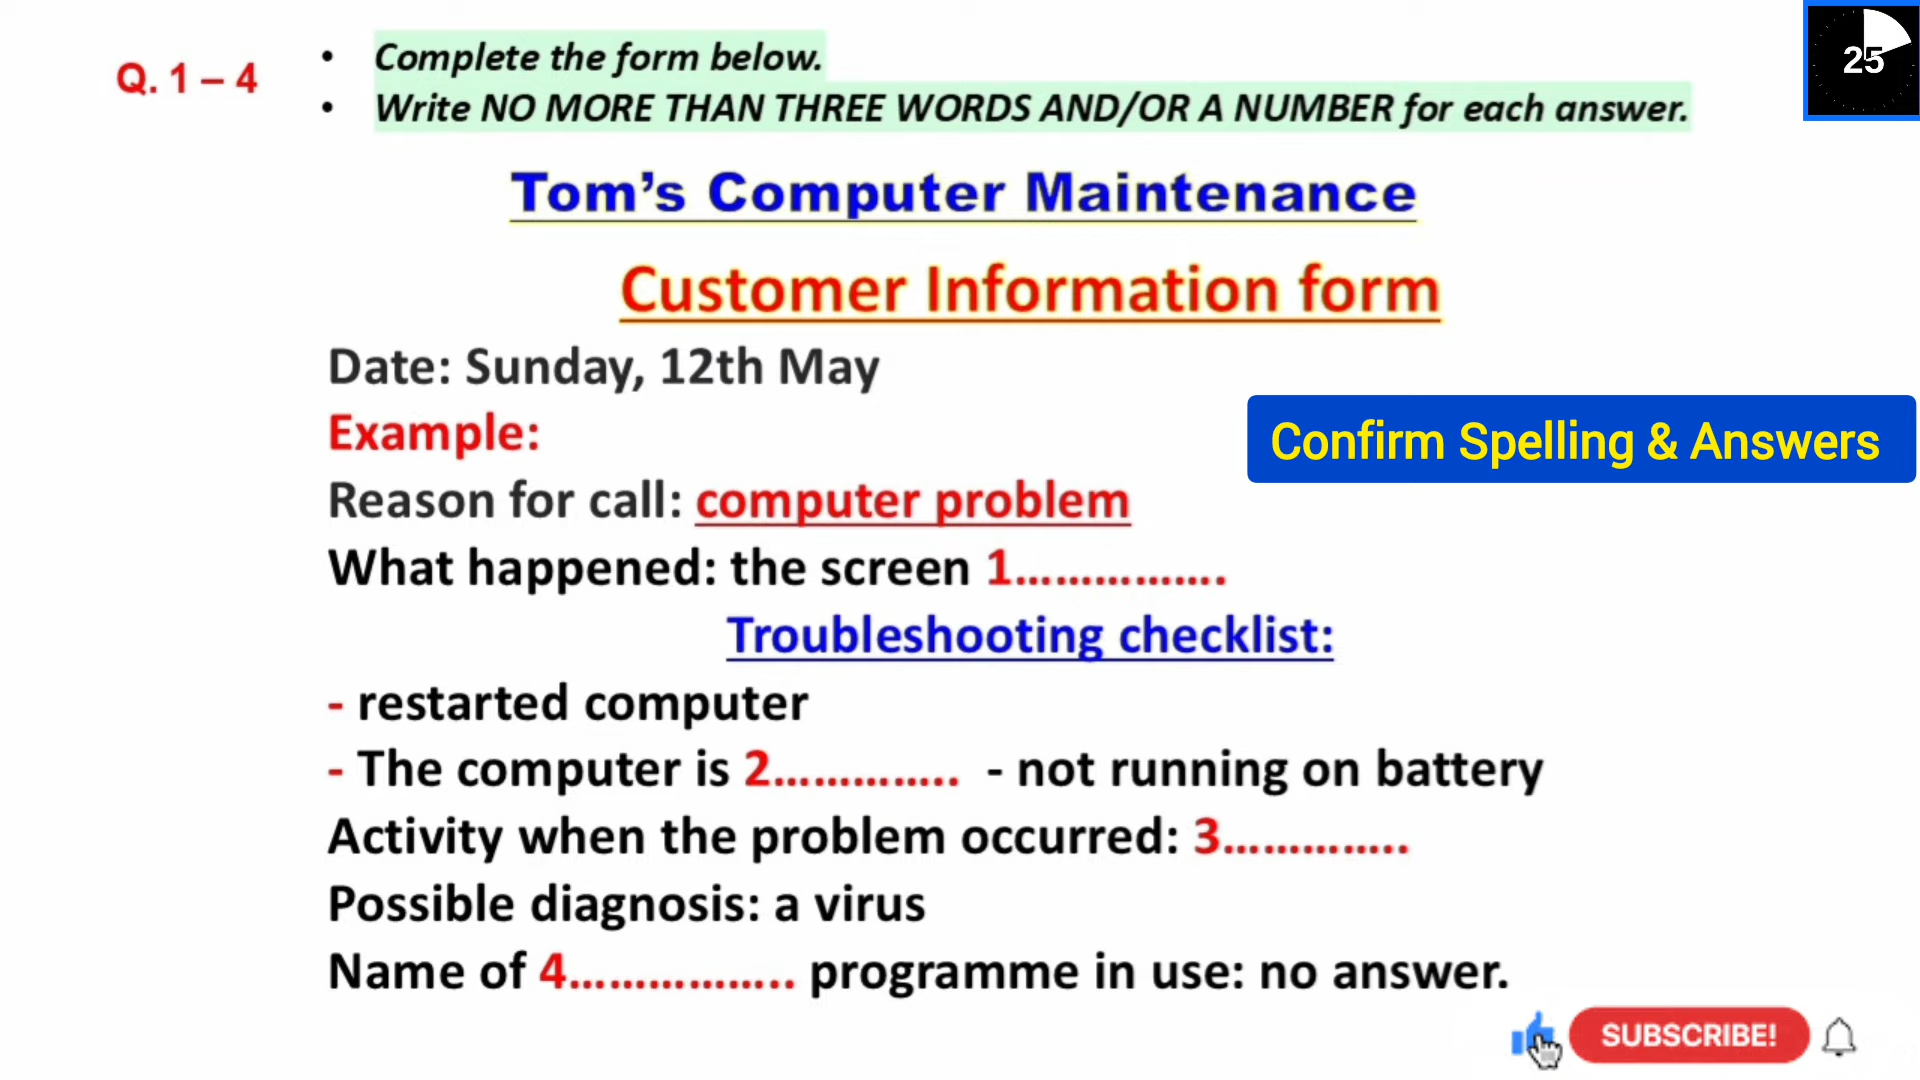 Q. 1 – 4
• Complete the form below.
• Write NO MORE THAN THREE WORDS AND/OR A NUMBER for each answer.
25
Tom's Computer Maintenance
Customer Information form
Date: Sunday, 12th May
Example:
Confirm Spelling & Answers
Reason for call: computer problem
What happened: the screen 1…………….
Troubleshooting checklist:
- restarted computer
- The computer is 2………….. - not running on battery
Activity when the problem occurred: 3…………..
Possible diagnosis: a virus
Name of 4…………….. programme in use: no answer.
SUBSCRIBE!